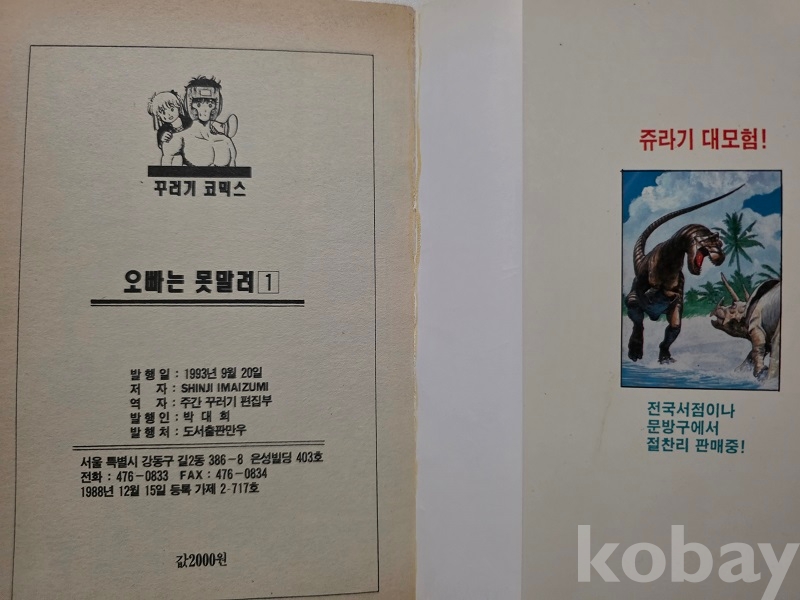 꾸러기 코믹스
오빠는 못말려 1
발행일 : 1993년 9월 20일
저 자 : SHINJI IMAIZUMI
역 자 : 주간 꾸러기 편집부
발행인 : 박 대 희
발행처 : 도서출판만우
서울 특별시 강동구 길2동 386-8 은성빌딩 403호
전화 : 476-0833 FAX : 476-0834
1988년 12월 15일 등록 가제 2-717호
값2000원
쥬라기 대모험!
전국서점이나
문방구에서
절찬리 판매중!
kobay